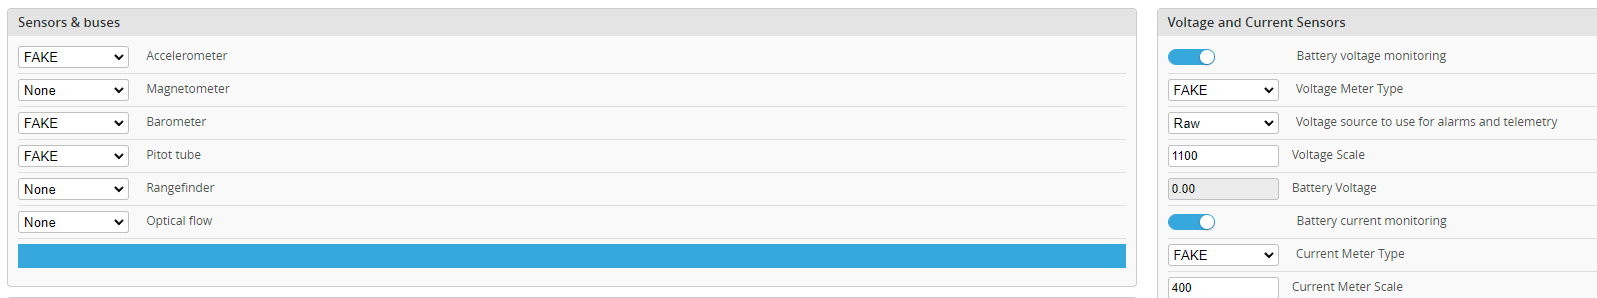 Sensors & buses
FAKE Accelerometer
None Magnetometer
FAKE Barometer
FAKE Pitot tube
None Rangefinder
None Optical flow
Voltage and Current Sensors
Battery voltage monitoring
FAKE Voltage Meter Type
Raw Voltage source to use for alarms and telemetry
1100 Voltage Scale
0.00 Battery Voltage
Battery current monitoring
FAKE Current Meter Type
400 Current Meter Scale